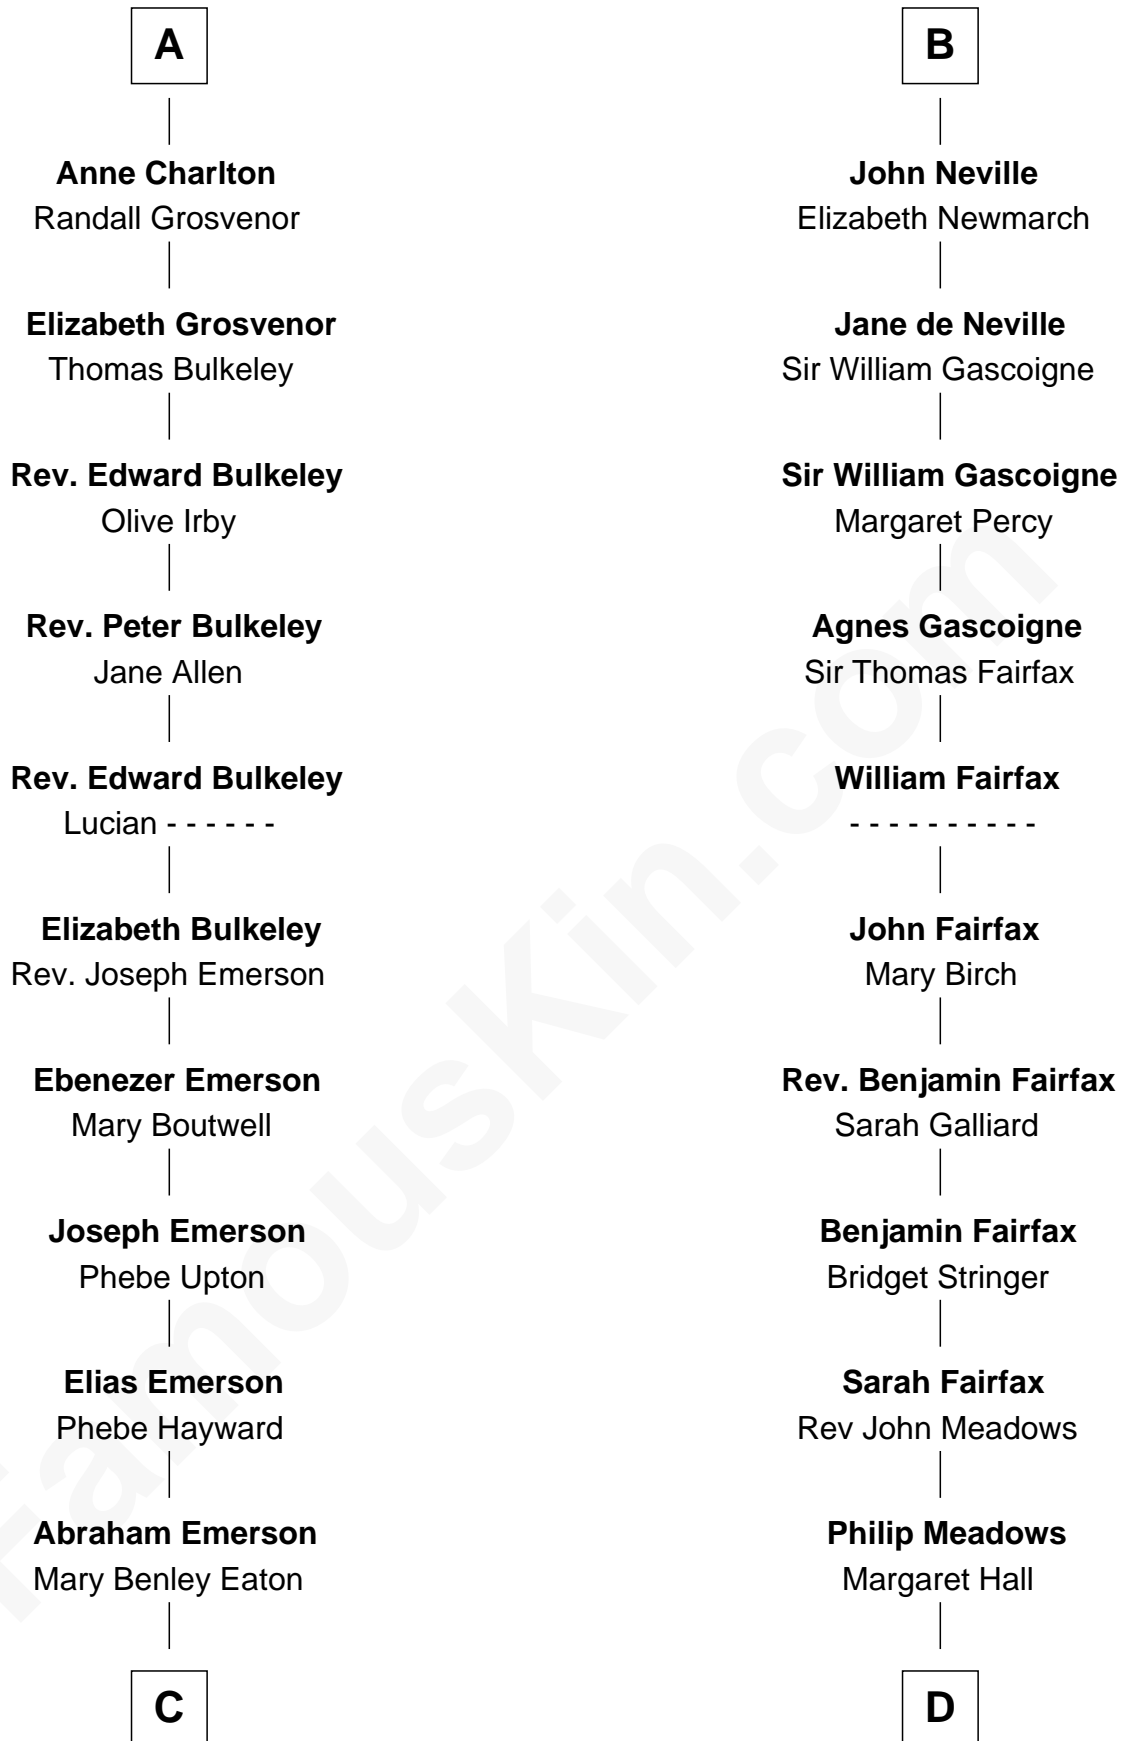 A
Anne Charlton
Randall Grosvenor
Elizabeth Grosvenor
Thomas Bulkeley
Rev. Edward Bulkeley
Olive Irby
Rev. Peter Bulkeley
Jane Allen
Rev. Edward Bulkeley
Lucian - - - - - -
Elizabeth Bulkeley
Rev. Joseph Emerson
Ebenezer Emerson
Mary Boutwell
Joseph Emerson
Phebe Upton
Elias Emerson
Phebe Hayward
Abraham Emerson
Mary Benley Eaton
C
B
John Neville
Elizabeth Newmarch
Jane de Neville
Sir William Gascoigne
Sir William Gascoigne
Margaret Percy
Agnes Gascoigne
Sir Thomas Fairfax
William Fairfax
- - - - - - - - - -
John Fairfax
Mary Birch
Rev. Benjamin Fairfax
Sarah Galliard
Benjamin Fairfax
Bridget Stringer
Sarah Fairfax
Rev John Meadows
Philip Meadows
Margaret Hall
D
FamousKin.com